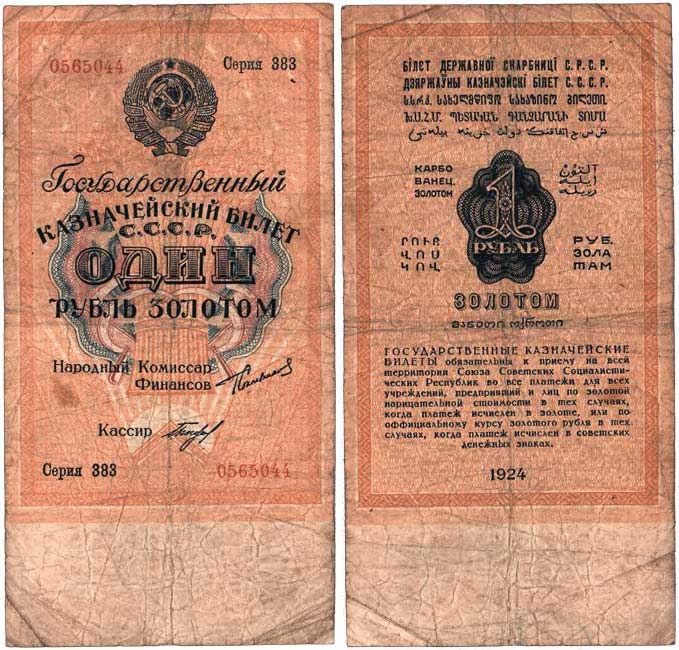 0565044
Серия 383
Государственный
КАЗНАЧЕЙСКИЙ БИЛЕТ
С.С.С.Р.
ОДИН
РУБЛЬ ЗОЛОТОМ
Народный Комиссар
Финансов
Кассир
Серия 383
0565044
БІЛЕТ ДЕРЖАВНОЇ СКАРБНИЦІ С.Р.С.Р.
ДЗЯРЖАЎНЫ КАЗНАЧЭЙСКІ БІЛЕТ С.С.С.Р.
КАРБО
ВАНЕЦ.
ЗОЛОТОМ
1
РУБЛЬ
ՐՈՒԲ
ՎՈՍ
ԿՈՎ.
РУБ.
ЗОЛА
ТАМ
ЗОЛОТОМ
ГОСУДАРСТВЕННЫЕ КАЗНАЧЕЙСКИЕ
БИЛЕТЫ обязательны к приему на всей
территории Союза Советских Социалисти-
ческих Республик во все платежи для всех
учреждений, предприятий и лиц по золотой
нарицательной стоимости в тех случаях,
когда платеж исчислен в золоте, или по
оффициальному курсу золотого рубля в тех
случаях, когда платеж исчислен в советских
денежных знаках.
1924